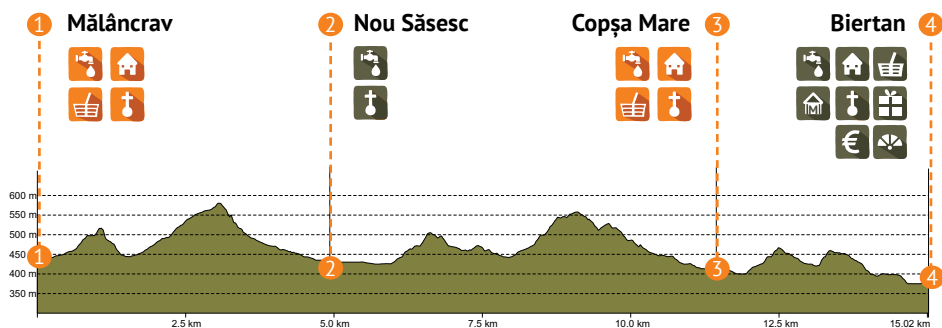 1 Mălâncrav 2 Nou Săsesc Copșa Mare 3 Biertan 4
M
€
600 m
550 m
500 m
450 m
400 m
350 m
1 2 3 4
2.5 km 5.0 km 7.5 km 10.0 km 12.5 km 15.02 km